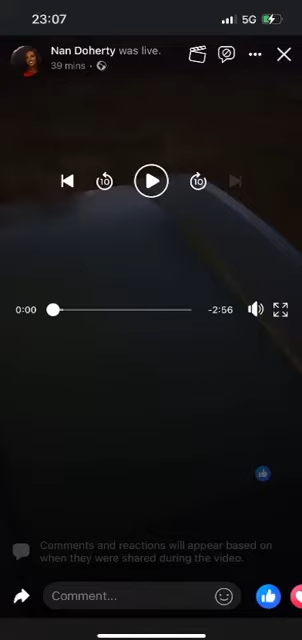 23:07
5G
Nan Doherty was live.
39 mins ·
10
10
0:00
-2:56
Comments and reactions will appear based on
when they were shared during the video.
Comment...